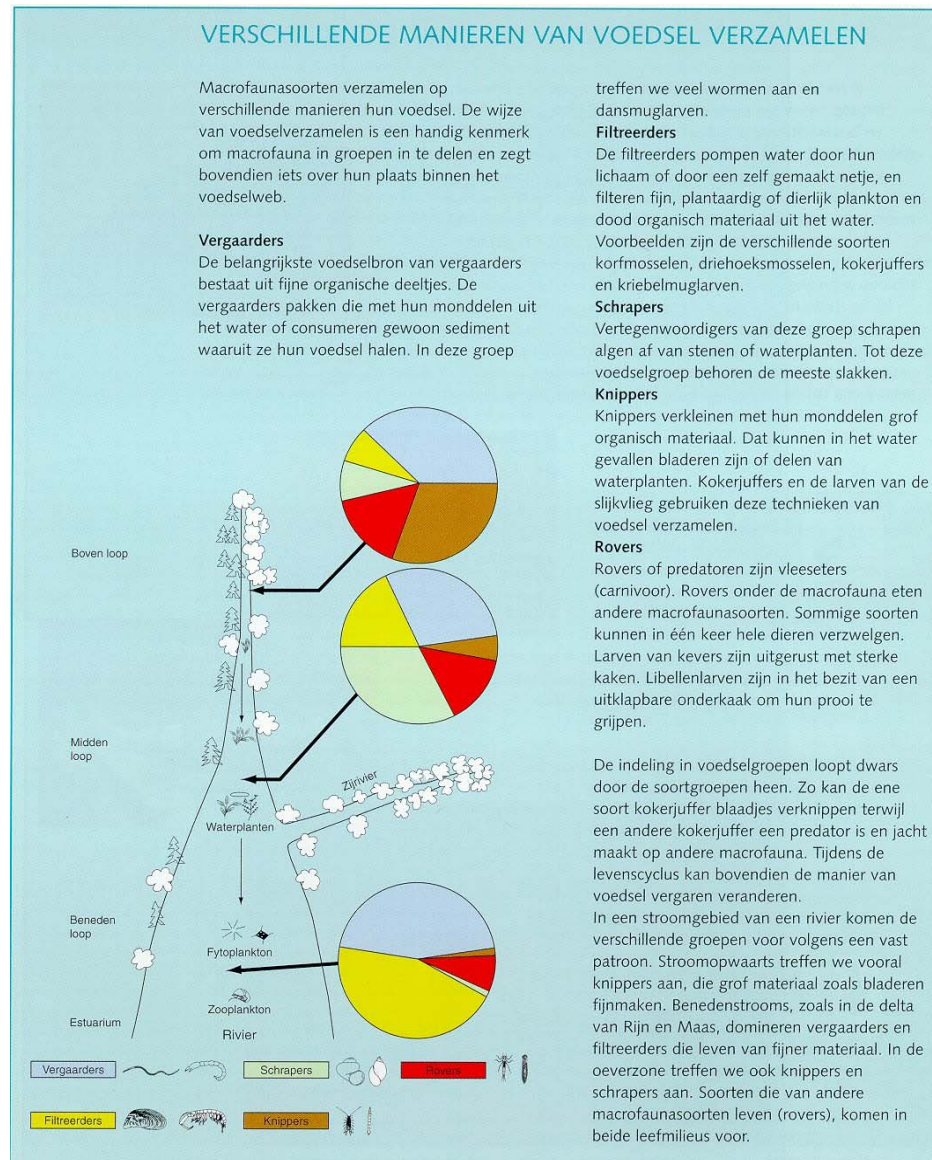 VERSCHILLENDE MANIEREN VAN VOEDSEL VERZAMELEN
Macrofaunasoorten verzamelen op
verschillende manieren hun voedsel. De wijze
van voedselverzamelen is een handig kenmerk
om macrofauna in groepen in te delen en zegt
bovendien iets over hun plaats binnen het
voedselweb.
Vergaarders
De belangrijkste voedselbron van vergaarders
bestaat uit fijne organische deeltjes. De
vergaarders pakken die met hun monddelen uit
het water of consumeren gewoon sediment
waaruit ze hun voedsel halen. In deze groep
treffen we veel wormen aan en
dansmuglarven.
Filtreerders
De filtreerders pompen water door hun
lichaam of door een zelf gemaakt netje, en
filteren fijn, plantaardig of dierlijk plankton en
dood organisch materiaal uit het water.
Voorbeelden zijn de verschillende soorten
korfmosselen, driehoeksmosselen, kokerjuffers
en kriebelmuglarven.
Schrapers
Vertegenwoordigers van deze groep schrapen
algen af van stenen of waterplanten. Tot deze
voedselgroep behoren de meeste slakken.
Knippers
Knippers verkleinen met hun monddelen grof
organisch materiaal. Dat kunnen in het water
gevallen bladeren zijn of delen van
waterplanten. Kokerjuffers en de larven van de
slijkvlieg gebruiken deze technieken van
voedsel verzamelen.
Rovers
Rovers of predatoren zijn vleeseters
(carnivoor). Rovers onder de macrofauna eten
andere macrofaunasoorten. Sommige soorten
kunnen in één keer hele dieren verzwelgen.
Larven van kevers zijn uitgerust met sterke
kaken. Libellenlarven zijn in het bezit van een
uitklapbare onderkaak om hun prooi te
grijpen.
De indeling in voedselgroepen loopt dwars
door de soortgroepen heen. Zo kan de ene
soort kokerjuffer blaadjes verknippen terwijl
een andere kokerjuffer een predator is en jacht
maakt op andere macrofauna. Tijdens de
levenscyclus kan bovendien de manier van
voedsel vergaren veranderen.
In een stroomgebied van een rivier komen de
verschillende groepen voor volgens een vast
patroon. Stroomopwaarts treffen we vooral
knippers aan, die grof materiaal zoals bladeren
fijnmaken. Benedenstrooms, zoals in de delta
van Rijn en Maas, domineren vergaarders en
filtreerders die leven van fijner materiaal. In de
oeverzone treffen we ook knippers en
schrapers aan. Soorten die van andere
macrofaunasoorten leven (rovers), komen in
beide leefmilieus voor.
Boven loop
Midden
loop
Zijrivier
Waterplanten
Beneden
loop
Fytoplankton
Zooplankton
Estuarium
Rivier
Vergaarders
Schrapers
Rovers
Filtreerders
Knippers